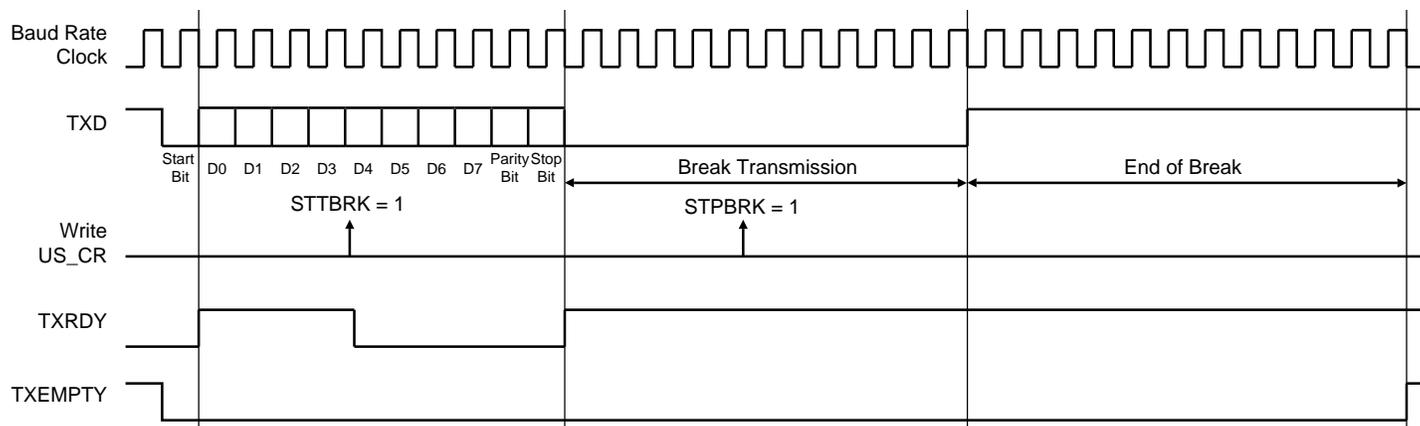 Baud Rate
Clock
TXD
Start
Bit
D0
D1
D2
D3
D4
D5
D6
D7
Parity
Bit
Stop
Bit
Break Transmission
End of Break
STTBRK = 1
STPBRK = 1
Write
US_CR
TXRDY
TXEMPTY